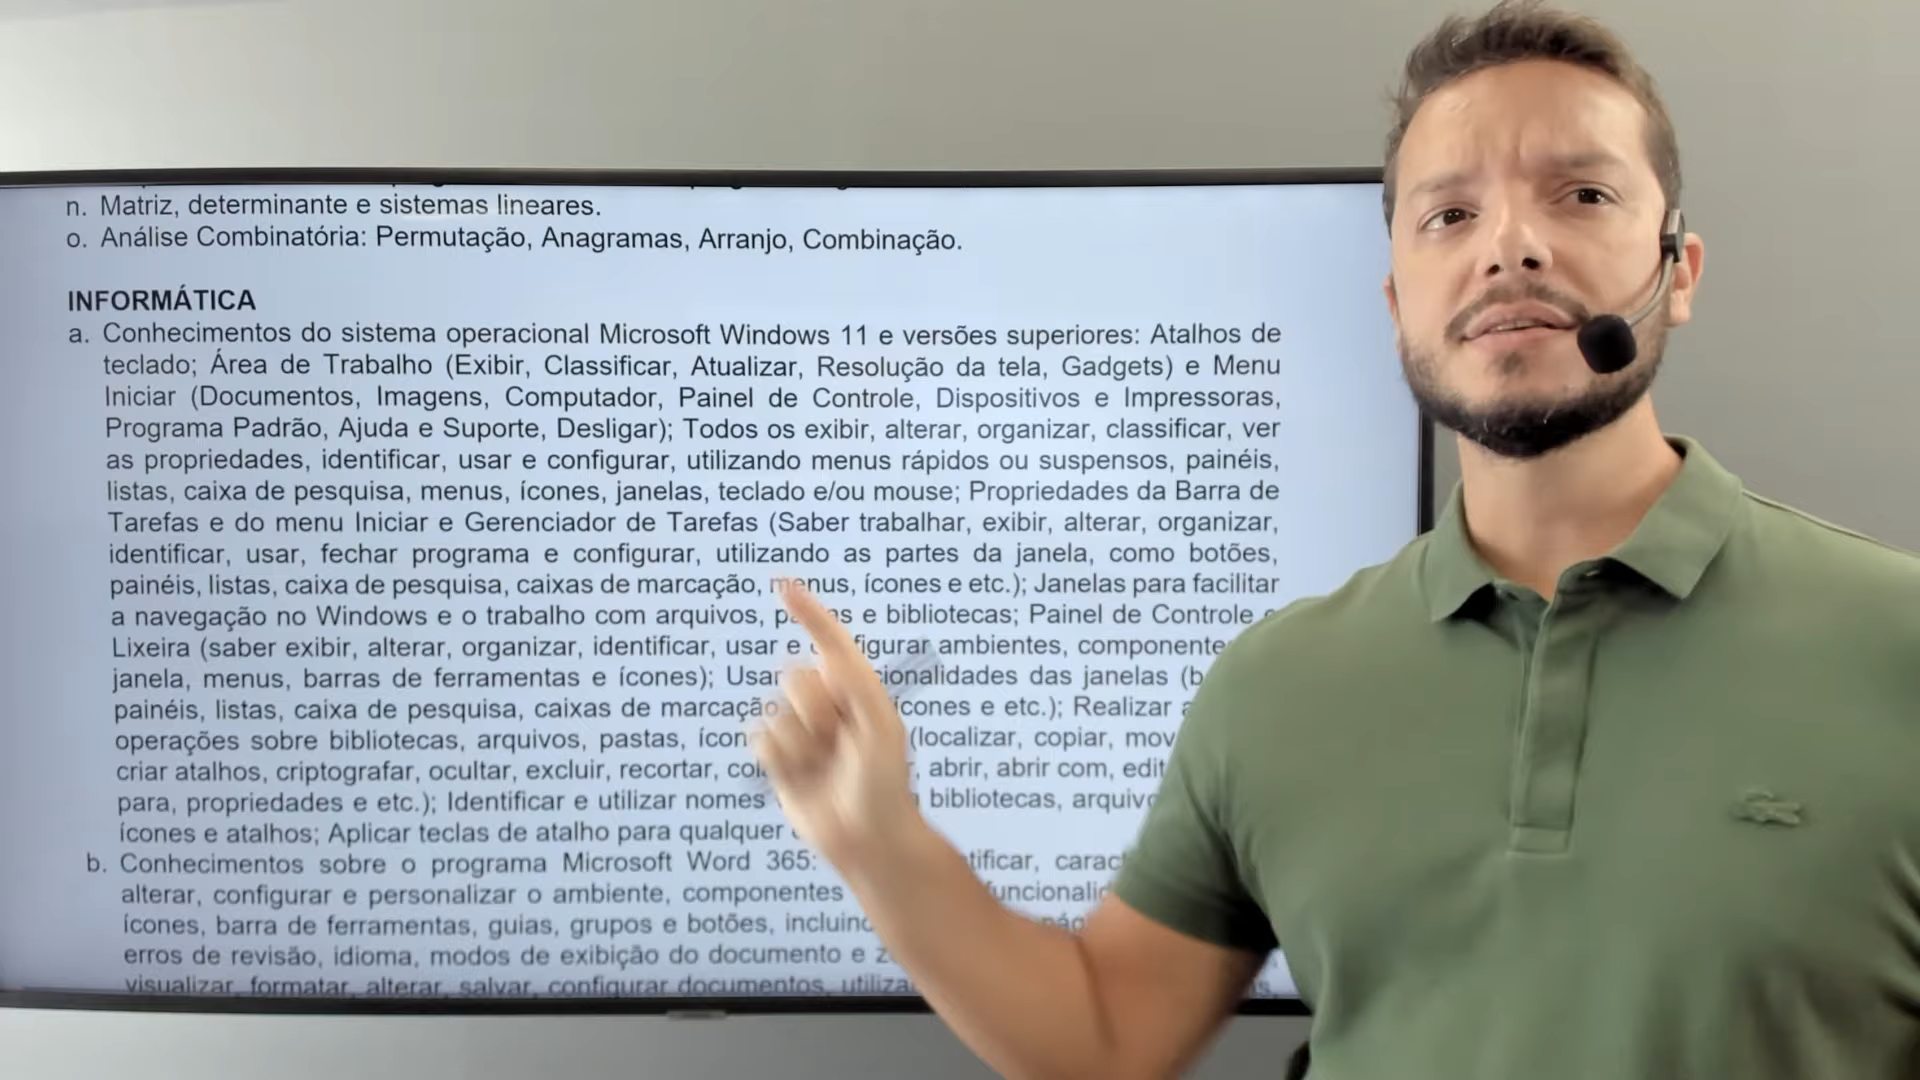 n. Matriz, determinante e sistemas lineares.
o. Análise Combinatória: Permutação, Anagramas, Arranjo, Combinação.
INFORMÁTICA
a. Conhecimentos do sistema operacional Microsoft Windows 11 e versões superiores: Atalhos de
teclado; Área de Trabalho (Exibir, Classificar, Atualizar, Resolução da tela, Gadgets) e Menu
Iniciar (Documentos, Imagens, Computador, Painel de Controle, Dispositivos e Impressoras,
Programa Padrão, Ajuda e Suporte, Desligar); Todos os exibir, alterar, organizar, classificar, ver
as propriedades, identificar, usar e configurar, utilizando menus rápidos ou suspensos, painéis,
listas, caixa de pesquisa, menus, ícones, janelas, teclado e/ou mouse; Propriedades da Barra de
Tarefas e do menu Iniciar e Gerenciador de Tarefas (Saber trabalhar, exibir, alterar, organizar,
identificar, usar, fechar programa e configurar, utilizando as partes da janela, como botões,
painéis, listas, caixa de pesquisa, caixas de marcação, menus, ícones e etc.); Janelas para facilitar
a navegação no Windows e o trabalho com arquivos, e bibliotecas; Painel de Controle
Lixeira (saber exibir, alterar, organizar, identificar, usar e ambientes,
janela, menus, barras de ferramentas e ícones); das janelas
painéis, listas, caixa de pesquisa, caixas de ícones e etc.); Realizar
operações sobre bibliotecas, arquivos, pastas, (localizar, copiar,
criar atalhos, criptografar, ocultar, excluir, recortar, abrir, abrir com,
para, propriedades e etc.); Identificar e utilizar nomes bibliotecas,
ícones e atalhos; Aplicar teclas de atalho para qualquer
b. Conhecimentos sobre o programa Microsoft Word 365:
alterar, configurar e personalizar o ambiente, componentes
ícones, barra de ferramentas, guias, grupos e botões,
erros de revisão, idioma, modos de exibição do documento e
visualizar, formatar, alterar, salvar, configurar documentos,